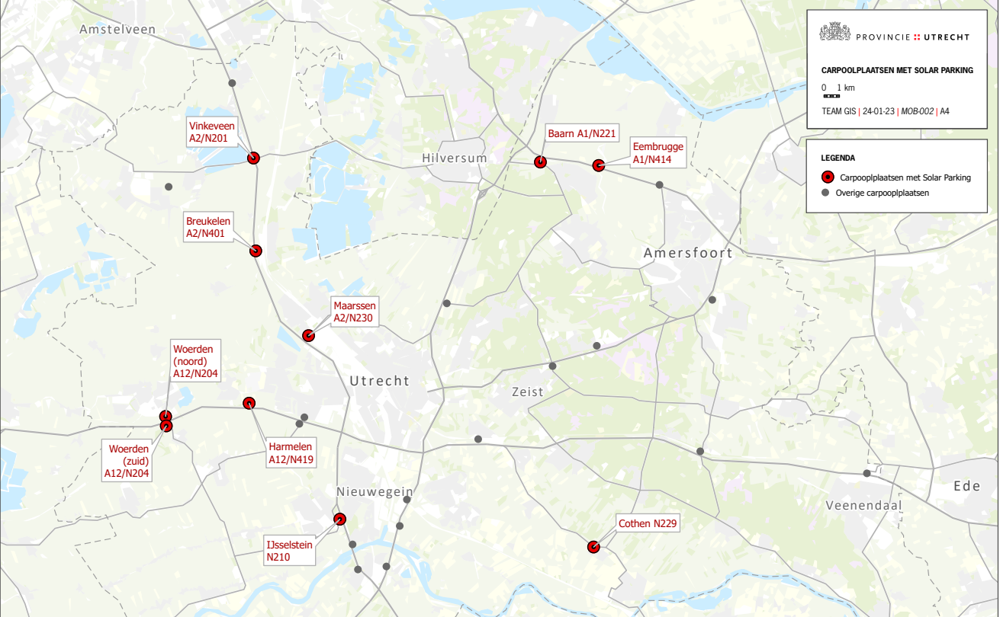 Amstelveen
PROVINCIE :: UTRECHT
CARPOOLPLAATSEN MET SOLAR PARKING
0 1 km
TEAM GIS | 24-01-23 | MOB-002 | A4
LEGENDA
Carpooplplaatsen met Solar Parking
Overige carpooplplaatsen
Vinkeveen
A2/N201
Baarn A1/N221
Eembrugge
A1/N414
Hilversum
Breukelen
A2/N401
Amersfoort
Maarssen
A2/N230
Woerden
(noord)
A12/N204
Utrecht
Zeist
Woerden
(zuid)
A12/N204
Harmelen
A12/N419
Nieuwegein
Ede
Veenendaal
Cothen N229
IJsselstein
N210